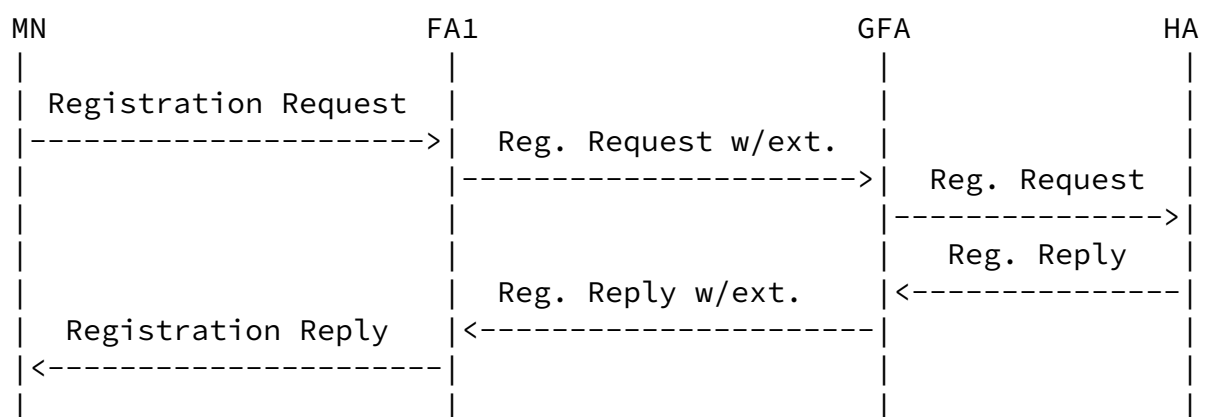 MN FA1 GFA HA
Registration Request
Reg. Request w/ext.
Reg. Request
Reg. Reply
Reg. Reply w/ext.
Registration Reply